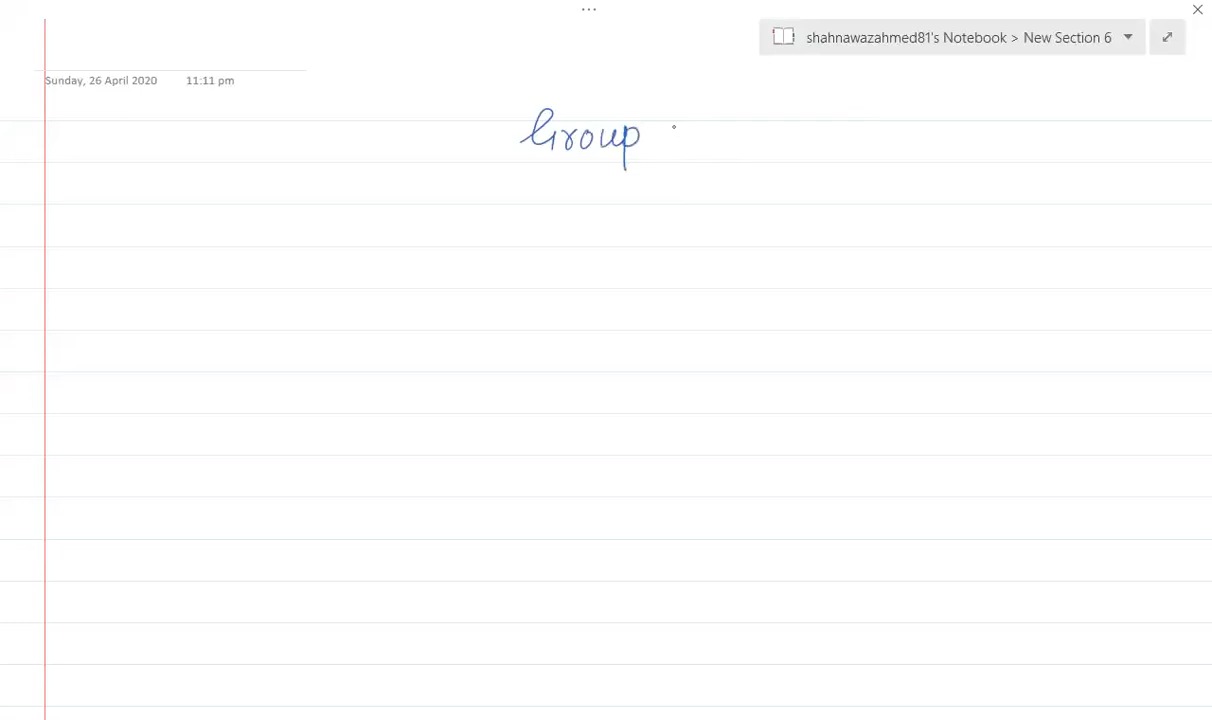 shahnawazahmed81's Notebook > New Section 6
Sunday, 26 April 2020 11:11 pm
Group